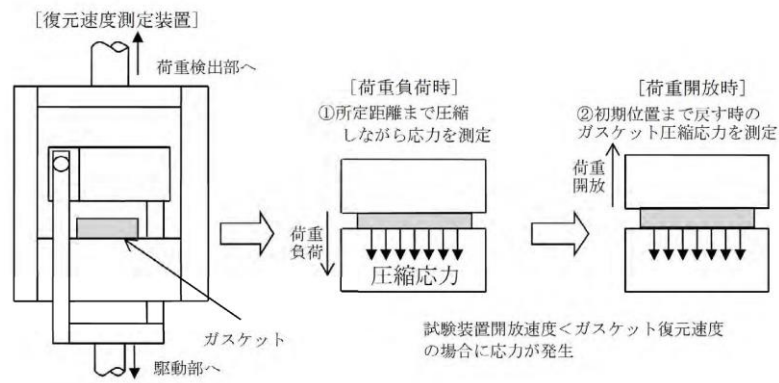 [復元速度測定装置]
荷重検出部へ
ガスケット
駆動部へ
[荷重負荷時]
①所定距離まで圧縮
しながら応力を測定
荷重
負荷
圧縮応力
[荷重開放時]
②初期位置まで戻す時の
ガスケット圧縮応力を測定
荷重
開放
試験装置開放速度<ガスケット復元速度
の場合に応力が発生